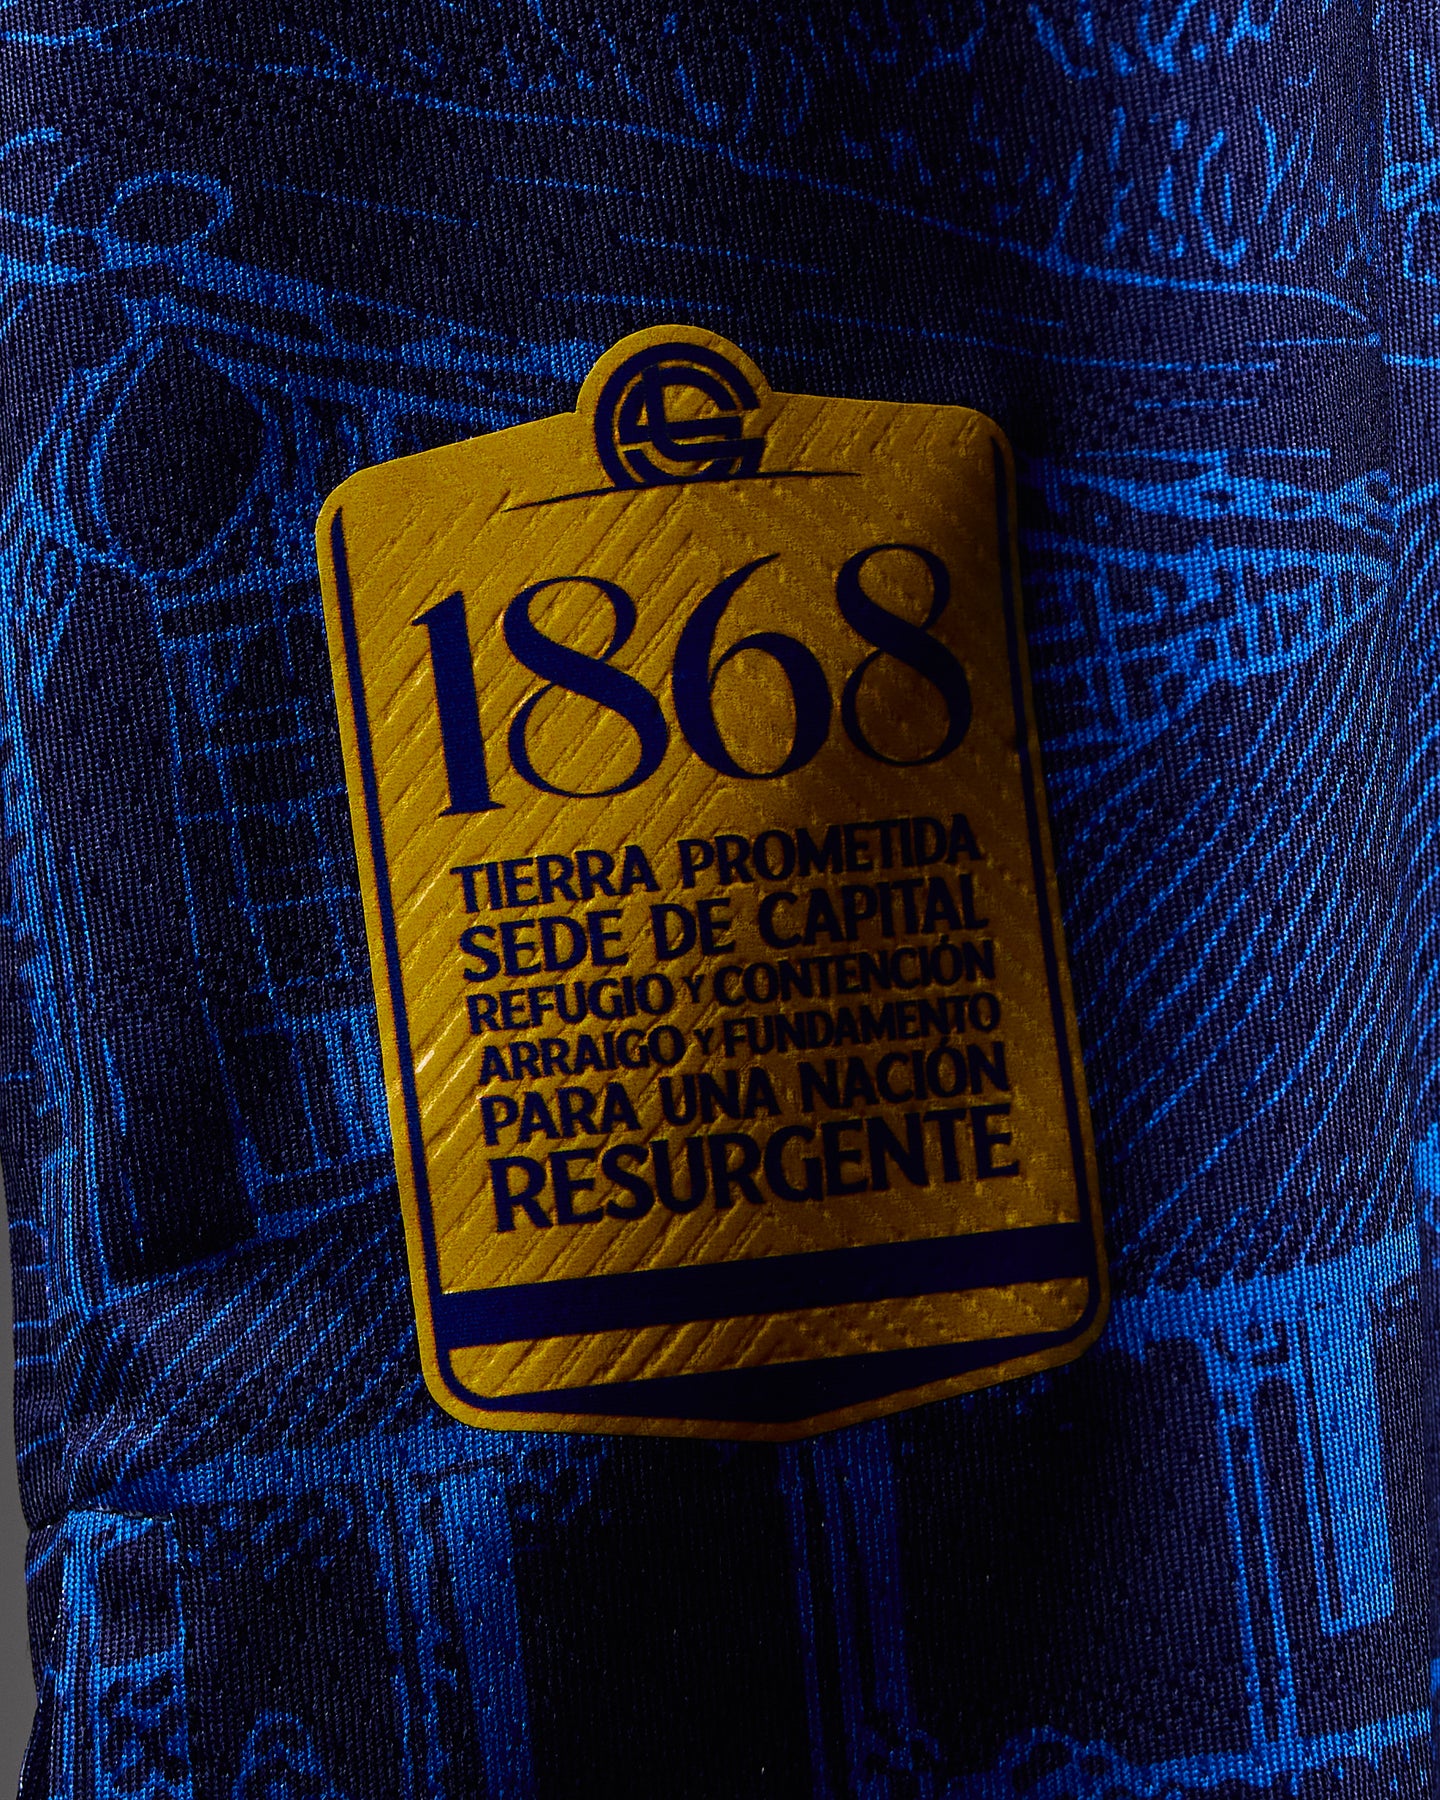 1868
TIERRA PROMETIDA
SEDE DE CAPITAL
REFUGIO Y CONTENCIÓN
ARRAIGO Y FUNDAMENTO
PARA UNA NACIÓN
RESURGENTE